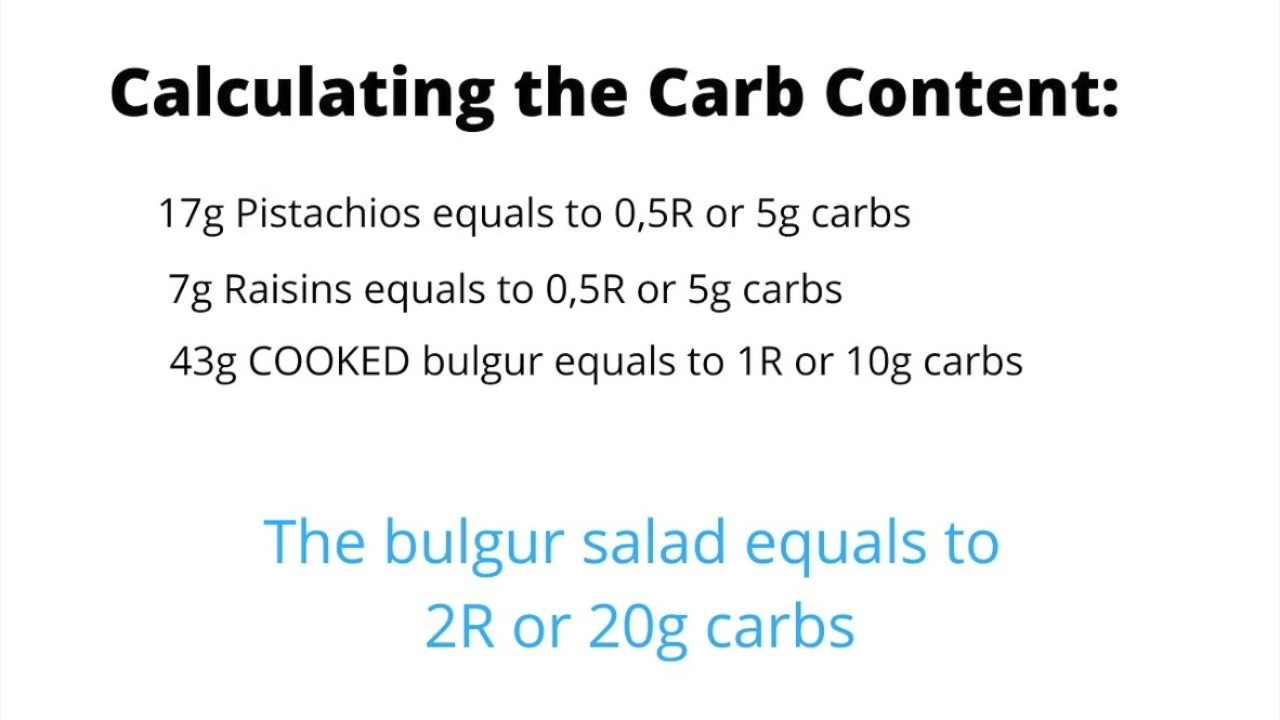 Calculating the Carb Content:
17g Pistachios equals to 0,5R or 5g carbs
7g Raisins equals to 0,5R or 5g carbs
43g COOKED bulgur equals to 1R or 10g carbs
The bulgur salad equals to
2R or 20g carbs